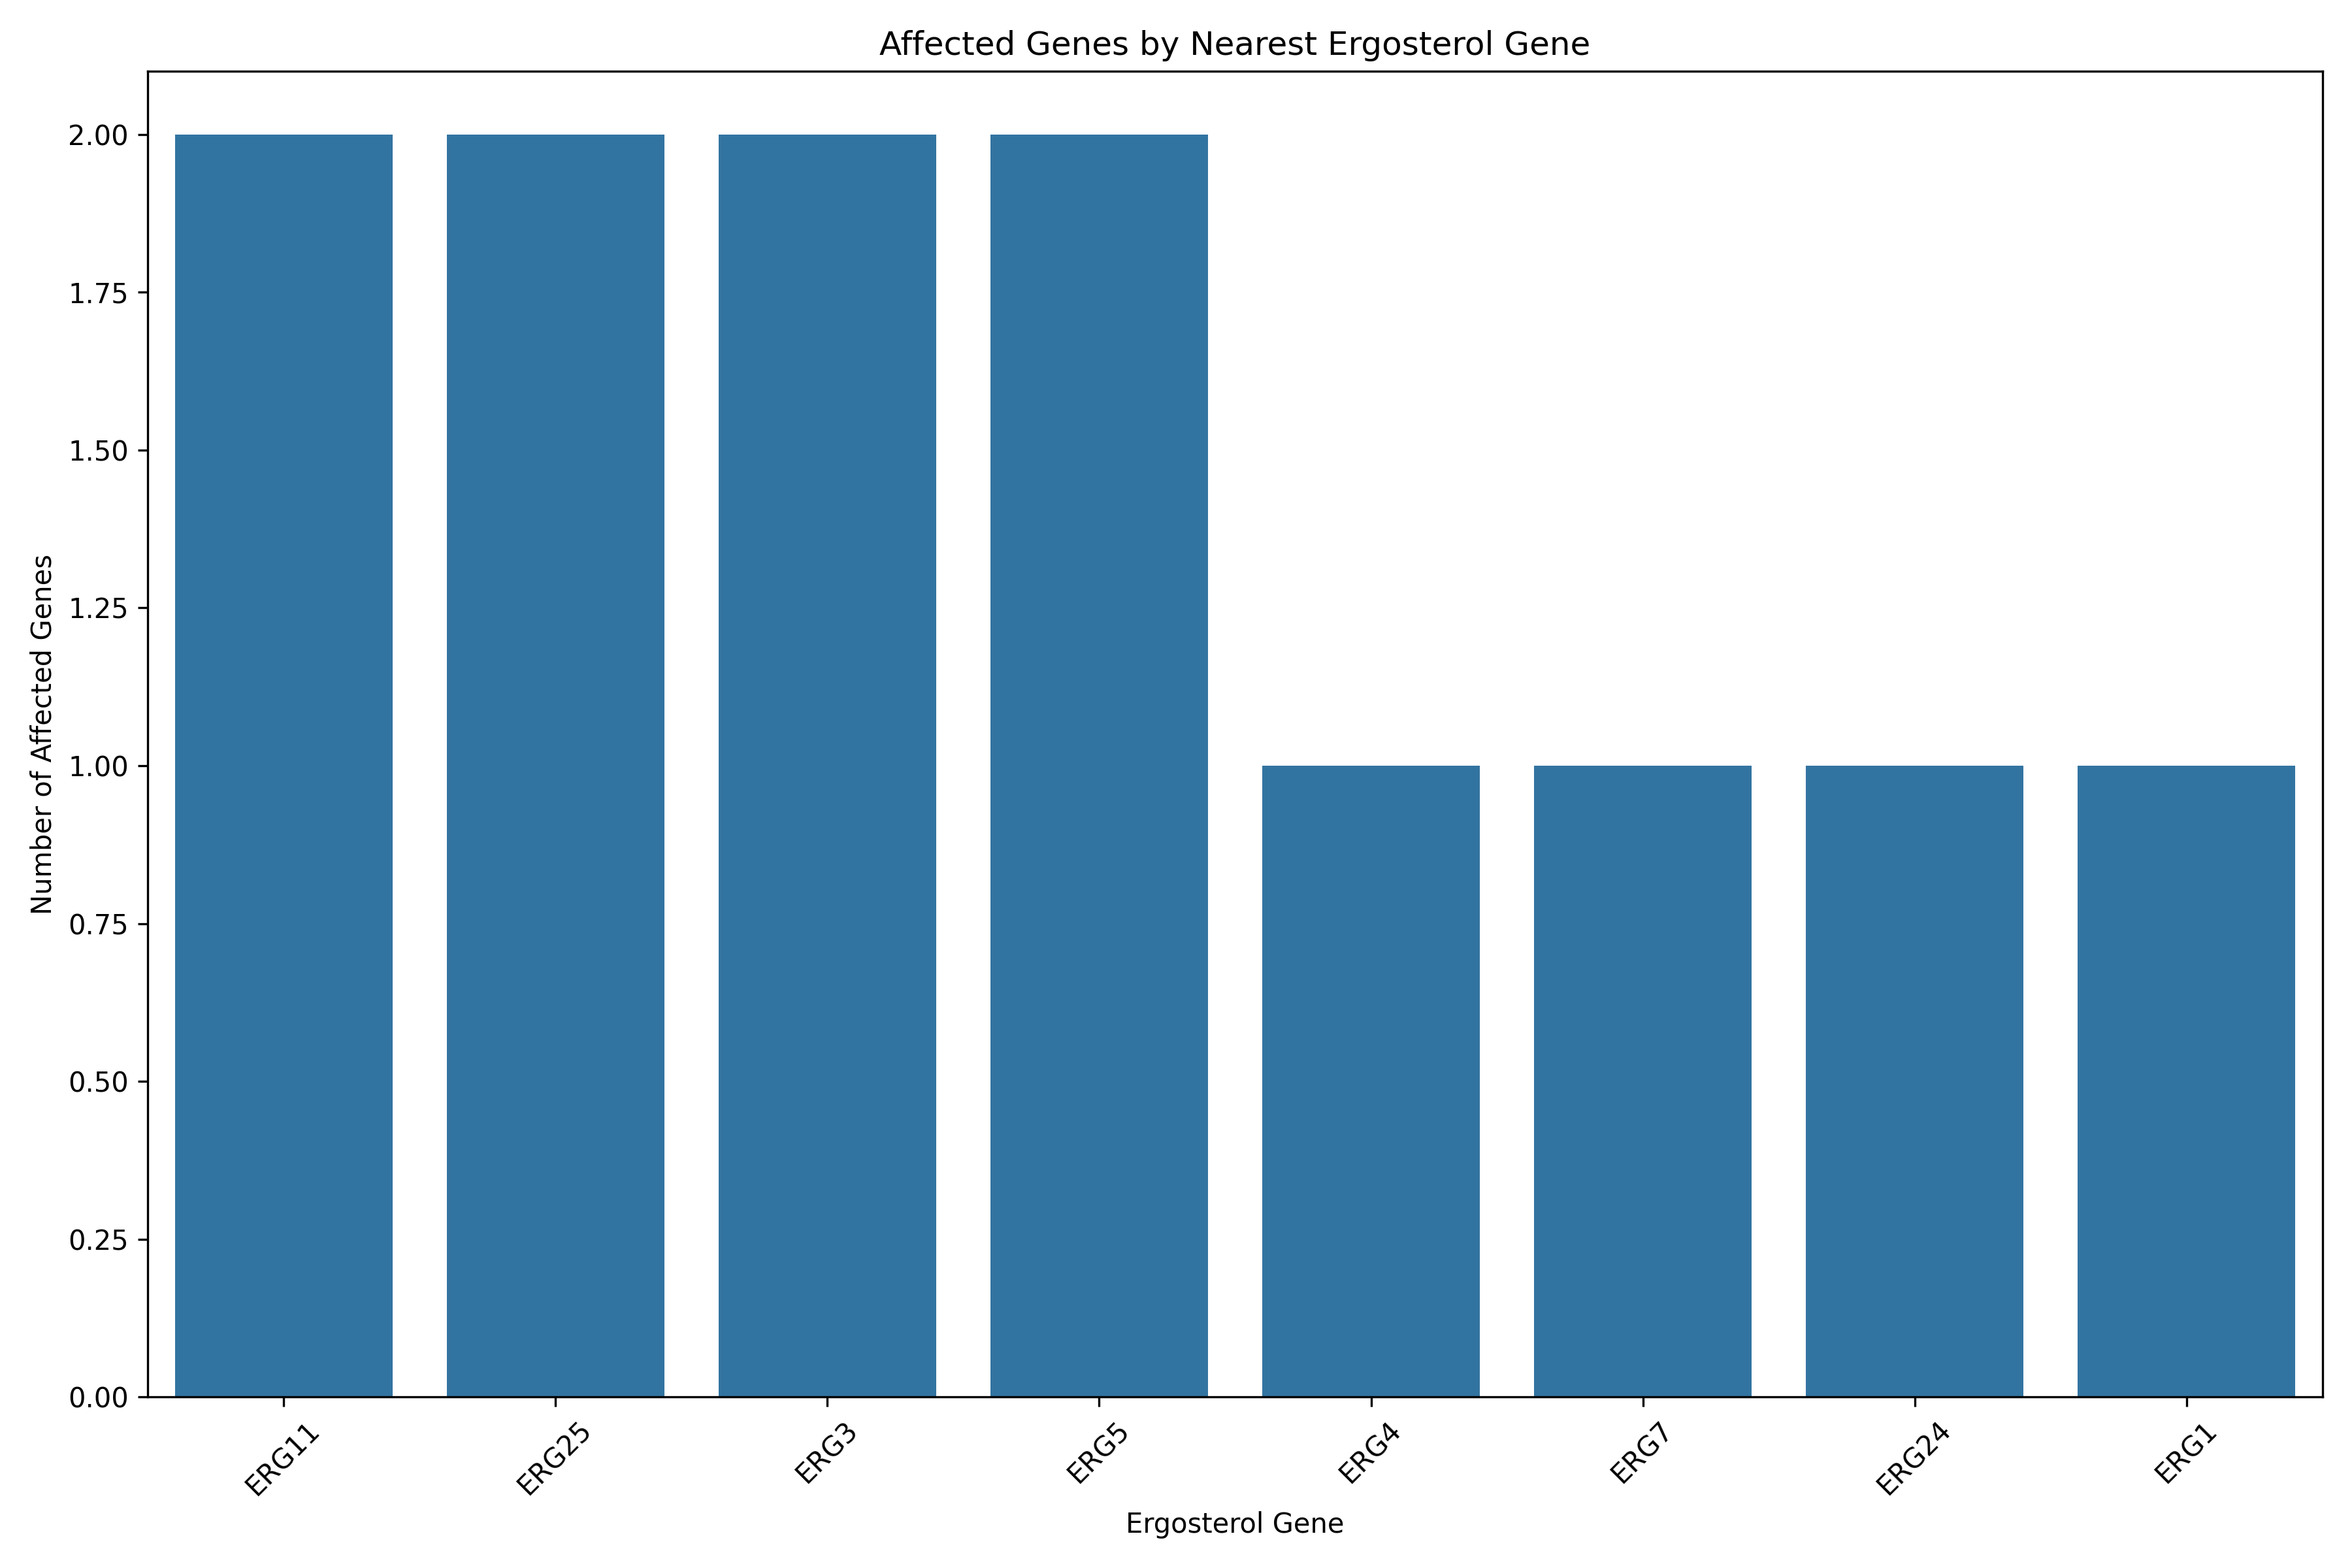 Affected Genes by Nearest Ergosterol Gene
Number of Affected Genes
2.00
1.75
1.50
1.25
1.00
0.75
0.50
0.25
0.00
ERG11
ERG25
ERG3
ERG5
ERG4
ERG7
ERG24
ERG1
Ergosterol Gene